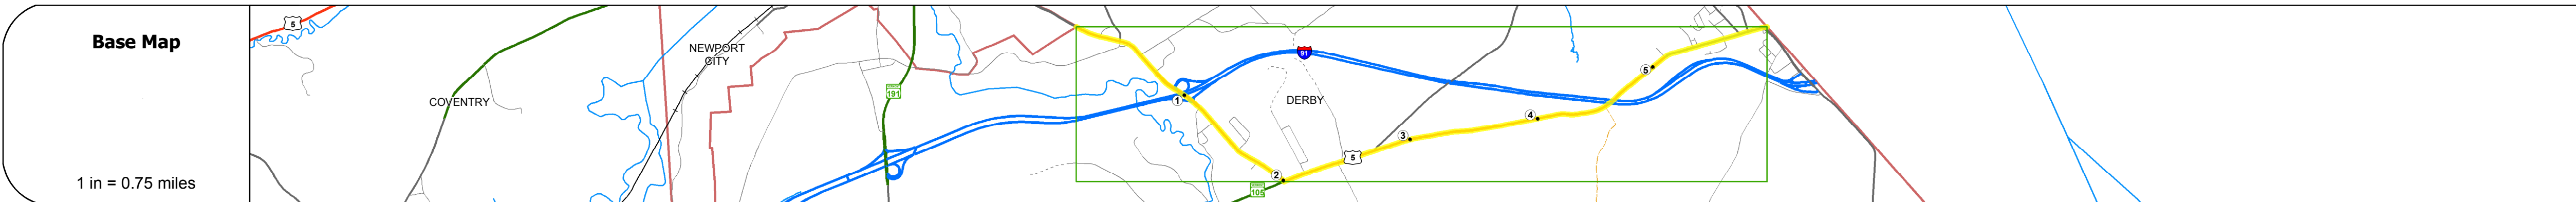 Base Map
1 in = 0.75 miles
5
COVENTRY
NEWPORT
CITY
191
91
1
DERBY
2
105
5
3
4
5